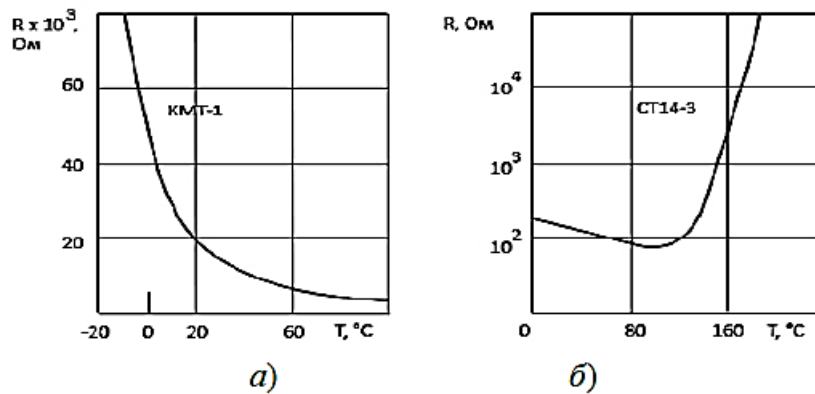 R x 10³,
Ом
60
40
20
КМТ-1
-20 0 20 60 T, °C
а)
R, Ом
10⁴
10³
10²
СТ14-3
0 80 160 T, °C
б)